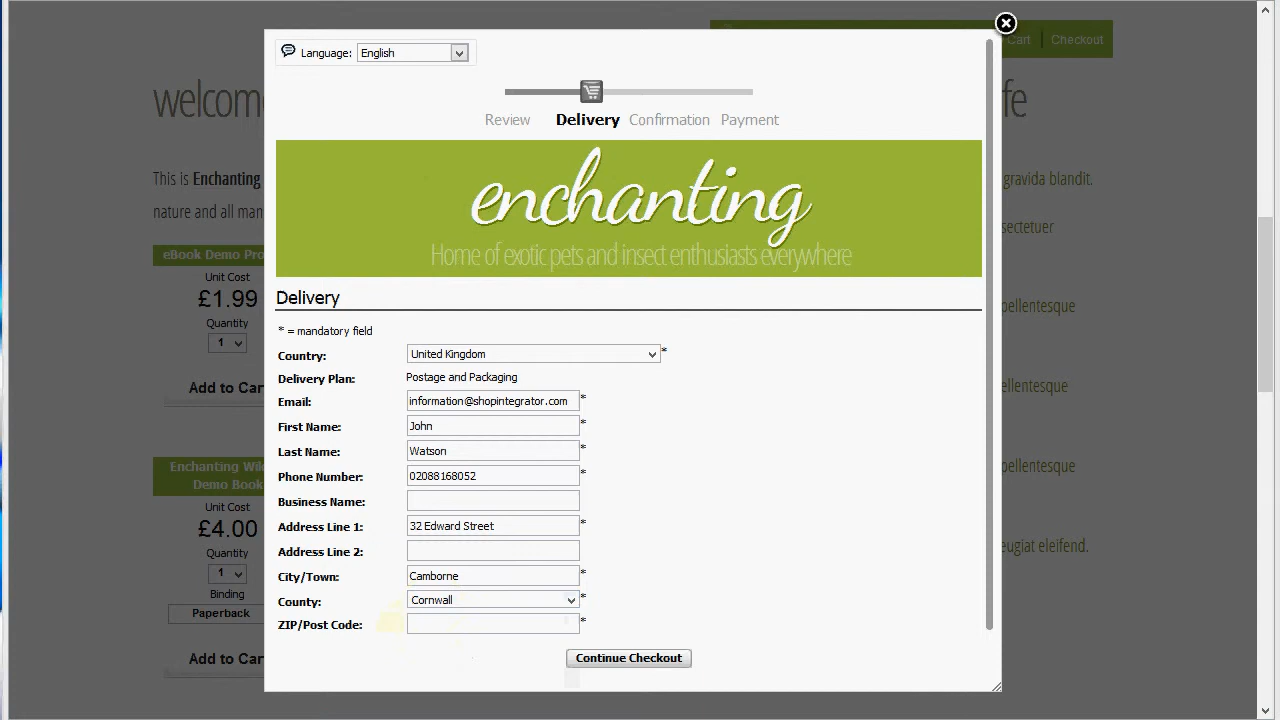 Language: English
Cart Checkout
Review Delivery Confirmation Payment
welcome
fe
enchanting
Home of exotic pets and insect enthusiasts everywhere
This is Enchanting
gravida blandit.
nature and all man
sectetuer
eBook Demo Pro
Unit Cost
£1.99
Quantity
1
Add to Car
Delivery
* = mandatory field
Country: United Kingdom *
Delivery Plan: Postage and Packaging
Email: information@shopintegrator.com *
First Name: John *
Last Name: Watson *
Phone Number: 02088168052 *
Business Name:
Address Line 1: 32 Edward Street *
Address Line 2:
City/Town: Camborne *
County: Cornwall *
ZIP/Post Code: *
Continue Checkout
pellentesque
pellentesque
pellentesque
eugiat eleifend.
Enchanting Wil
Demo Book
Unit Cost
£4.00
Quantity
1
Binding
Paperback
Add to Car